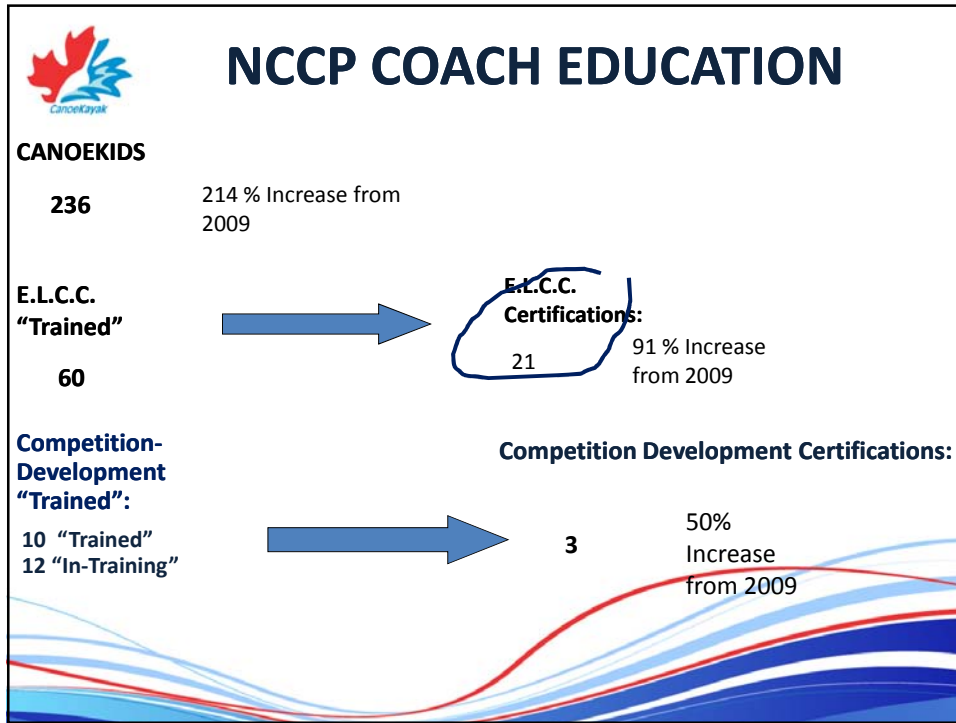 NCCP COACH EDUCATION
CanoeKayak
CANOEKIDS
236
214 % Increase from
2009
E.L.C.C.
“Trained”
60
E.L.C.C.
Certifications:
21
91 % Increase
from 2009
Competition-
Development
“Trained”:
10 “Trained”
12 “In-Training”
Competition Development Certifications:
3
50%
Increase
from 2009